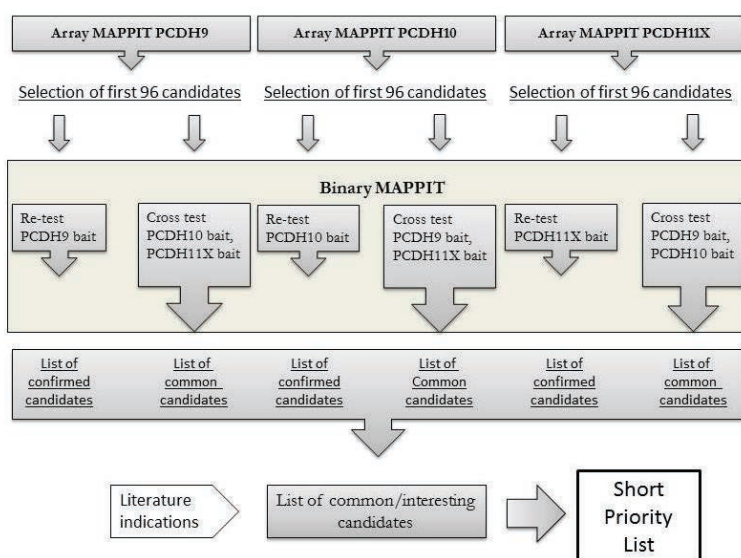 Array MAPPIT PCDH9
Array MAPPIT PCDH10
Array MAPPIT PCDH11X
Selection of first 96 candidates
Selection of first 96 candidates
Selection of first 96 candidates
Binary MAPPIT
Re-test
PCDH9 bait
Cross test
PCDH10 bait,
PCDH11X bait
Re-test
PCDH10 bait
Cross test
PCDH9 bait,
PCDH11X bait
Re-test
PCDH11X bait
Cross test
PCDH9 bait,
PCDH10 bait
List of
confirmed
candidates
List of
common
candidates
List of
confirmed
candidates
List of
Common
candidates
List of
confirmed
candidates
List of
common
candidates
Literature
indications
List of common/interesting
candidates
Short
Priority
List